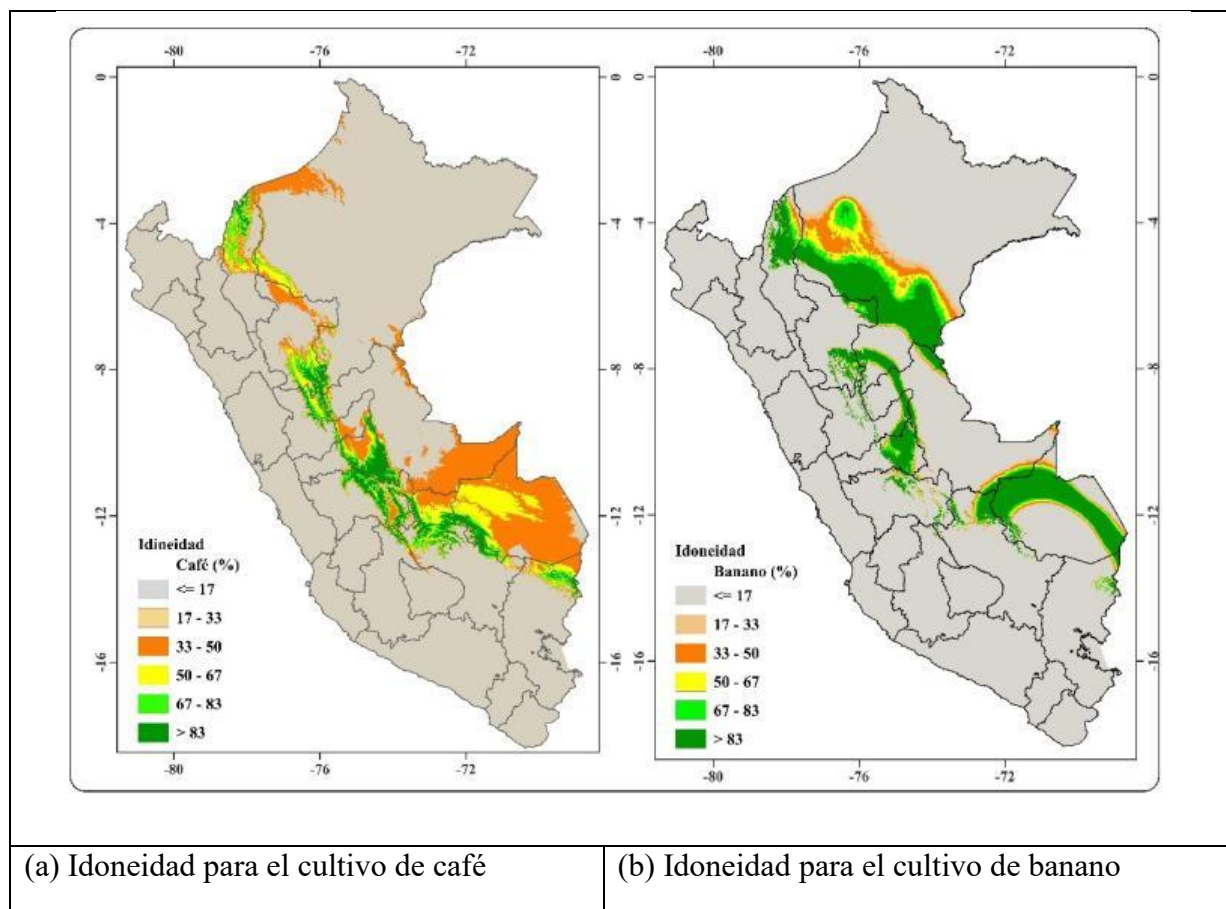 -80 -76 -72
-80 -76 -72
0
-4
-8
-12
-16
0
-4
-8
-12
-16
Idineidad
Café (%)
<= 17
17 - 33
33 - 50
50 - 67
67 - 83
> 83
-80 -76 -72
0
-4
-8
-12
-16
0
-4
-8
-12
-16
Idoneidad
Banano (%)
<= 17
17 - 33
33 - 50
50 - 67
67 - 83
> 83
-80 -76 -72
(a) Idoneidad para el cultivo de café
(b) Idoneidad para el cultivo de banano